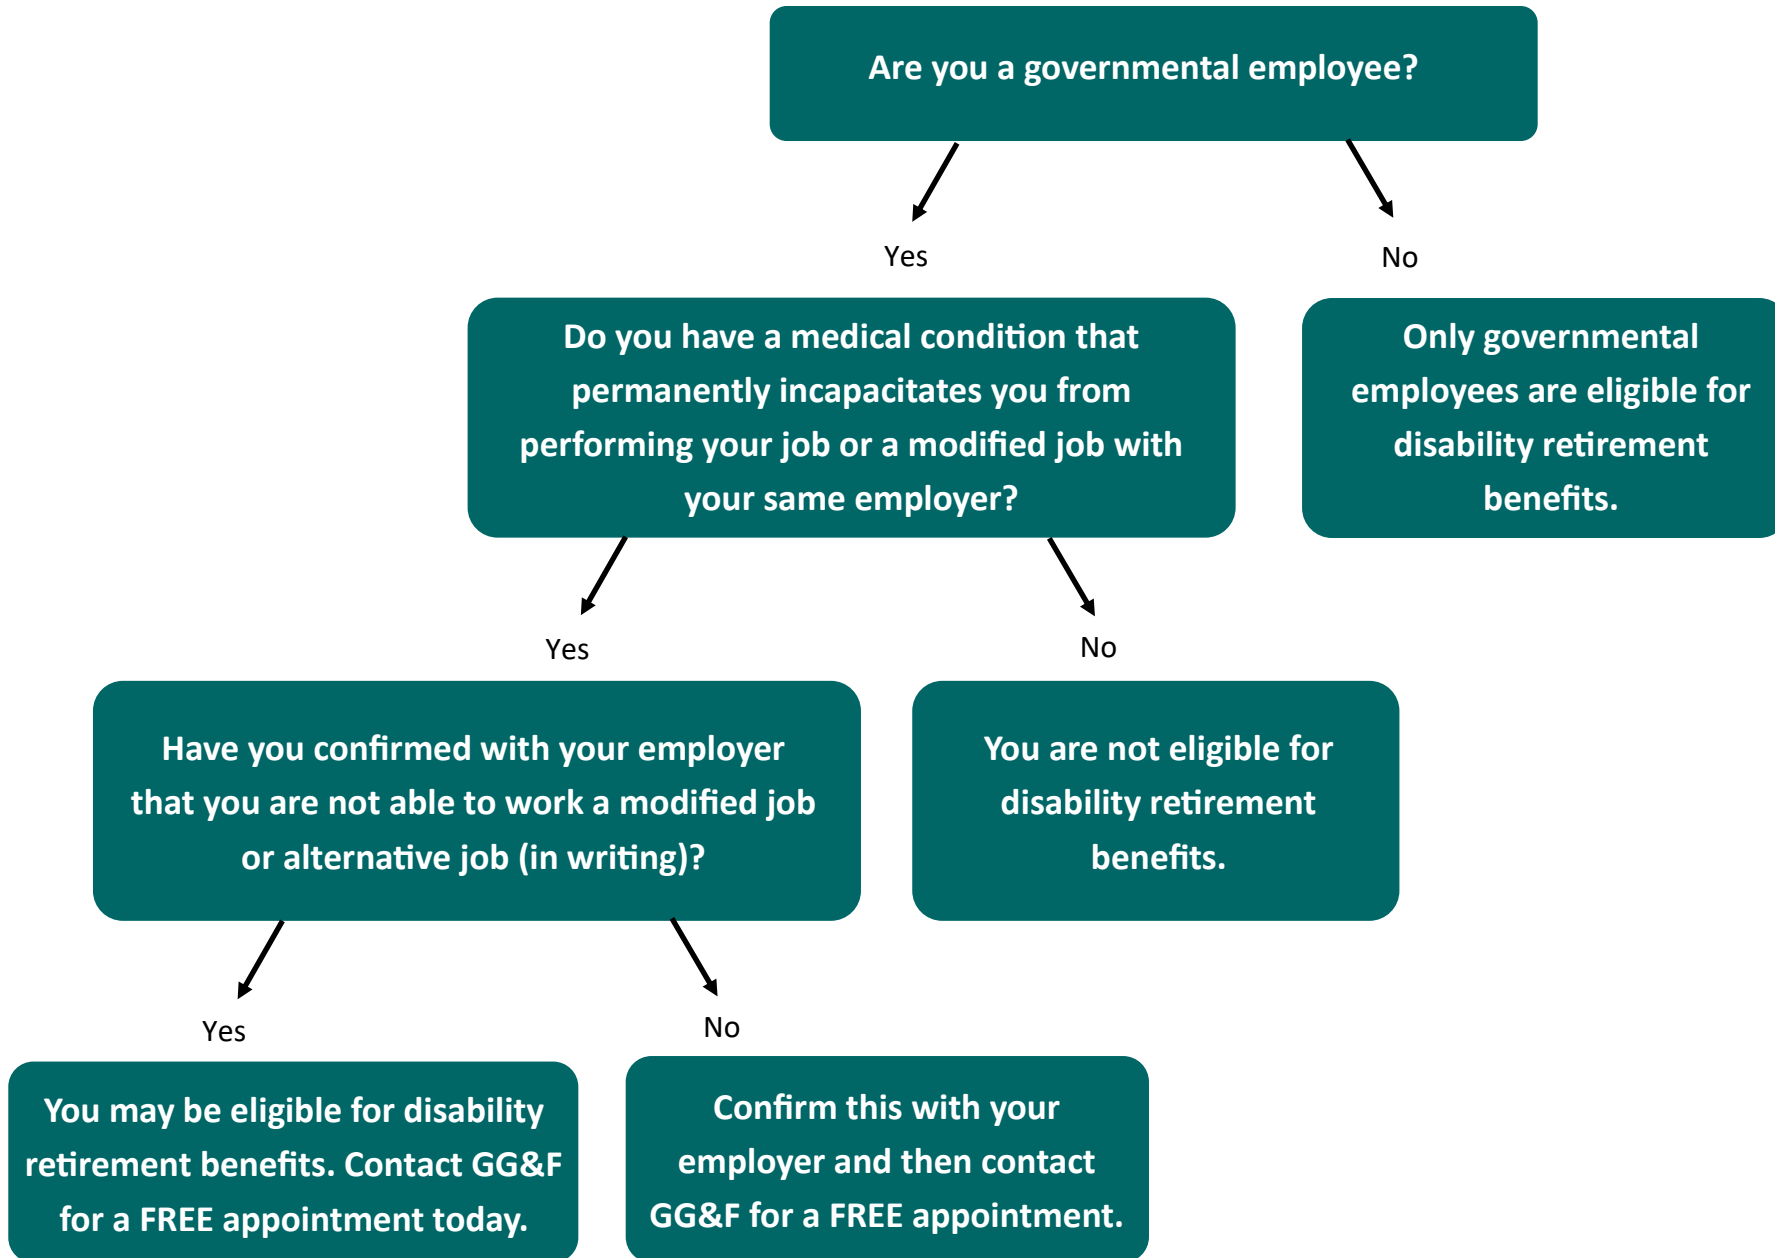 Are you a governmental employee?
Yes
No
Do you have a medical condition that
permanently incapacitates you from
performing your job or a modified job with
your same employer?
Only governmental
employees are eligible for
disability retirement
benefits.
Yes
No
Have you confirmed with your employer
that you are not able to work a modified job
or alternative job (in writing)?
You are not eligible for
disability retirement
benefits.
Yes
No
You may be eligible for disability
retirement benefits. Contact GG&F
for a FREE appointment today.
Confirm this with your
employer and then contact
GG&F for a FREE appointment.